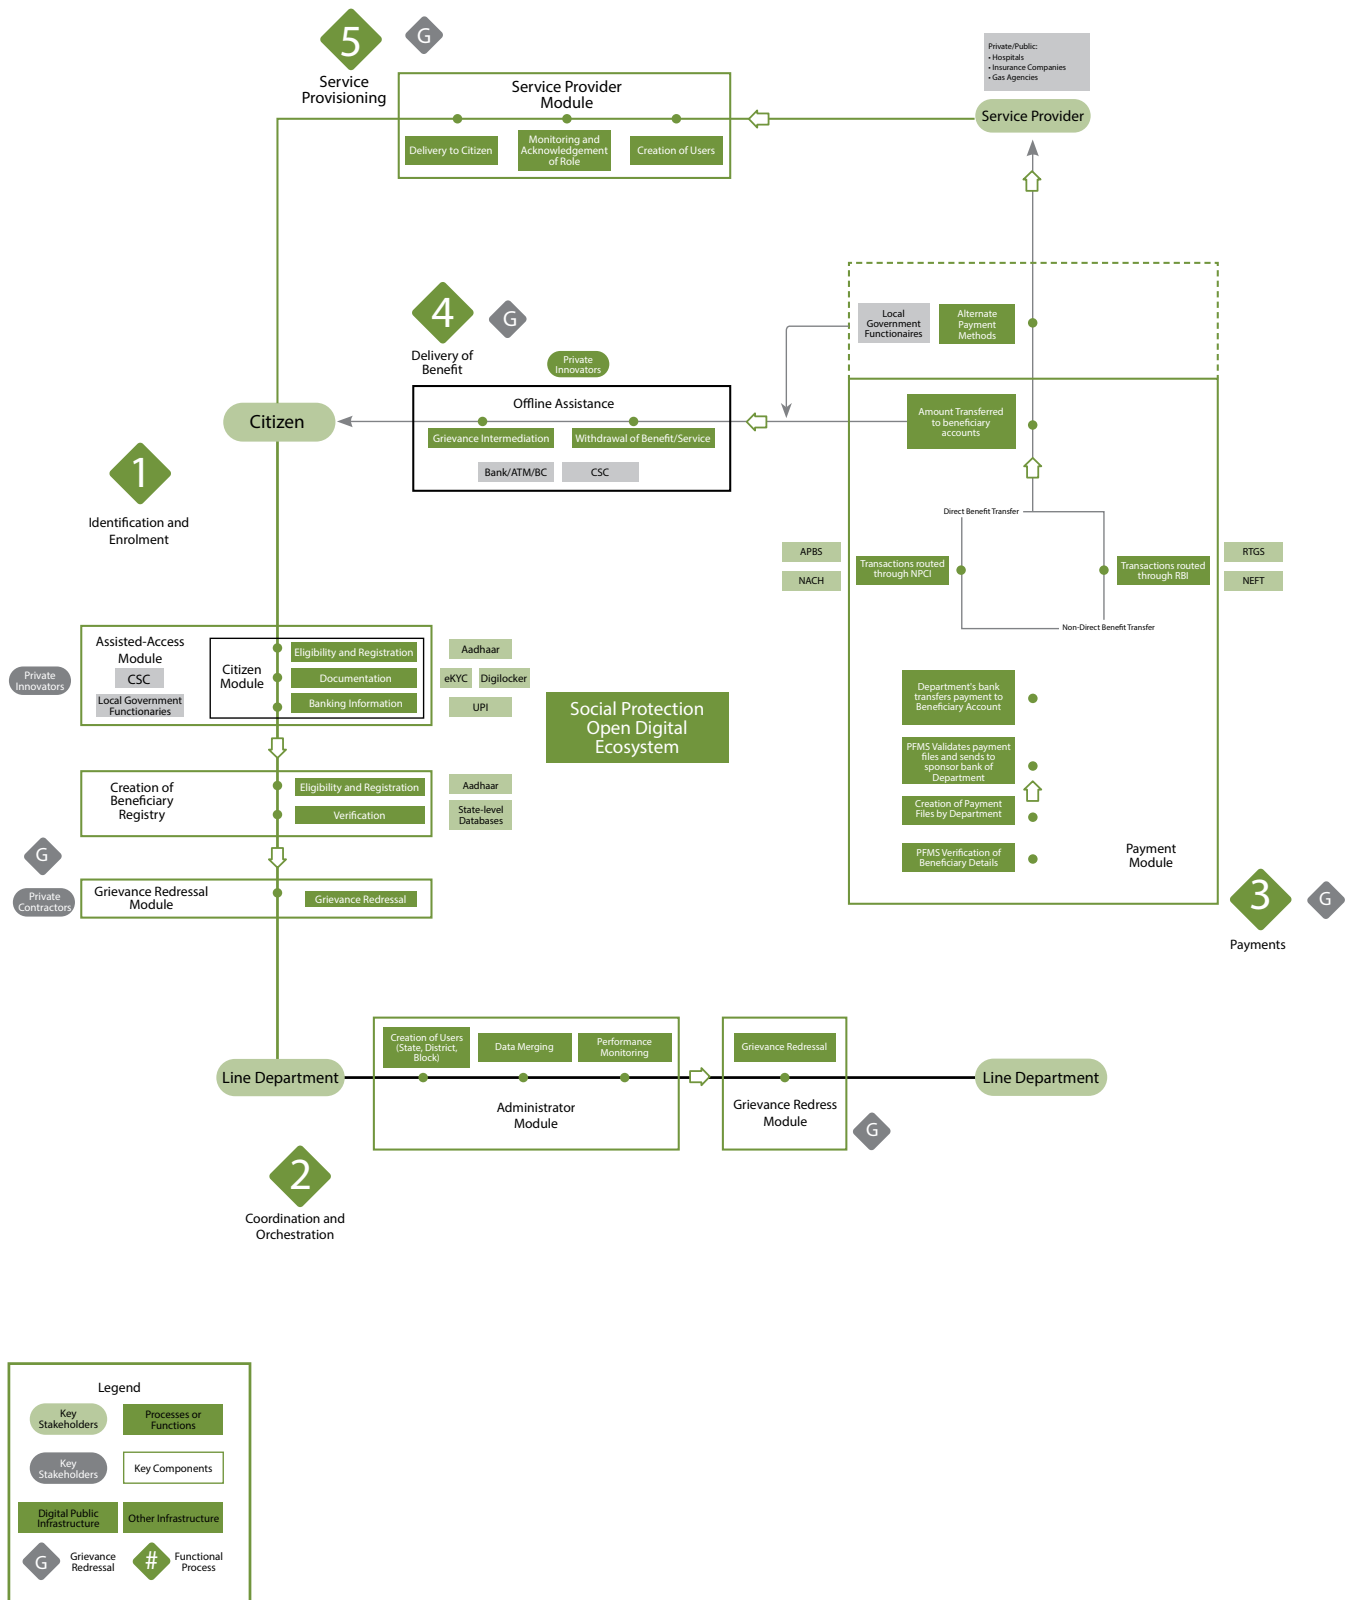 5
G
Service
Provisioning
Service Provider
Module
Delivery to Citizen
Monitoring and
Acknowledgement
of Role
Creation of Users
Private/Public:
• Hospitals
• Insurance Companies
• Gas Agencies
Service Provider
4
G
Delivery of
Benefit
Private
Innovators
Offline Assistance
Grievance Intermediation
Withdrawal of Benefit/Service
Bank/ATM/BC
CSC
Local
Government
Functionaires
Alternate
Payment
Methods
Amount Transferred
to beneficiary
accounts
Citizen
1
Identification and
Enrolment
Direct Benefit Transfer
APBS
NACH
Transactions routed
through NPCI
Transactions routed
through RBI
RTGS
NEFT
Non-Direct Benefit Transfer
Private
Innovators
Assisted-Access
Module
CSC
Local Government
Functionaries
Citizen
Module
Eligibility and Registration
Documentation
Banking Information
Aadhaar
eKYC
Digilocker
UPI
Social Protection
Open Digital
Ecosystem
Department's bank
transfers payment to
Beneficiary Account
PFMS Validates payment
files and sends to
sponsor bank of
Department
Creation of Payment
Files by Department
PFMS Verification of
Beneficiary Details
Payment
Module
3
G
Payments
Creation of
Beneficiary
Registry
Eligibility and Registration
Verification
Aadhaar
State-level
Databases
G
Private
Contractors
Grievance Redressal
Module
Grievance Redressal
Line Department
Creation of Users
(State, District,
Block)
Data Merging
Performance
Monitoring
Administrator
Module
Grievance Redressal
Grievance Redress
Module
G
Line Department
2
Coordination and
Orchestration
Legend
Key
Stakeholders
Processes or
Functions
Key
Stakeholders
Key Components
Digital Public
Infrastructure
Other Infrastructure
G
Grievance
Redressal
#
Functional
Process